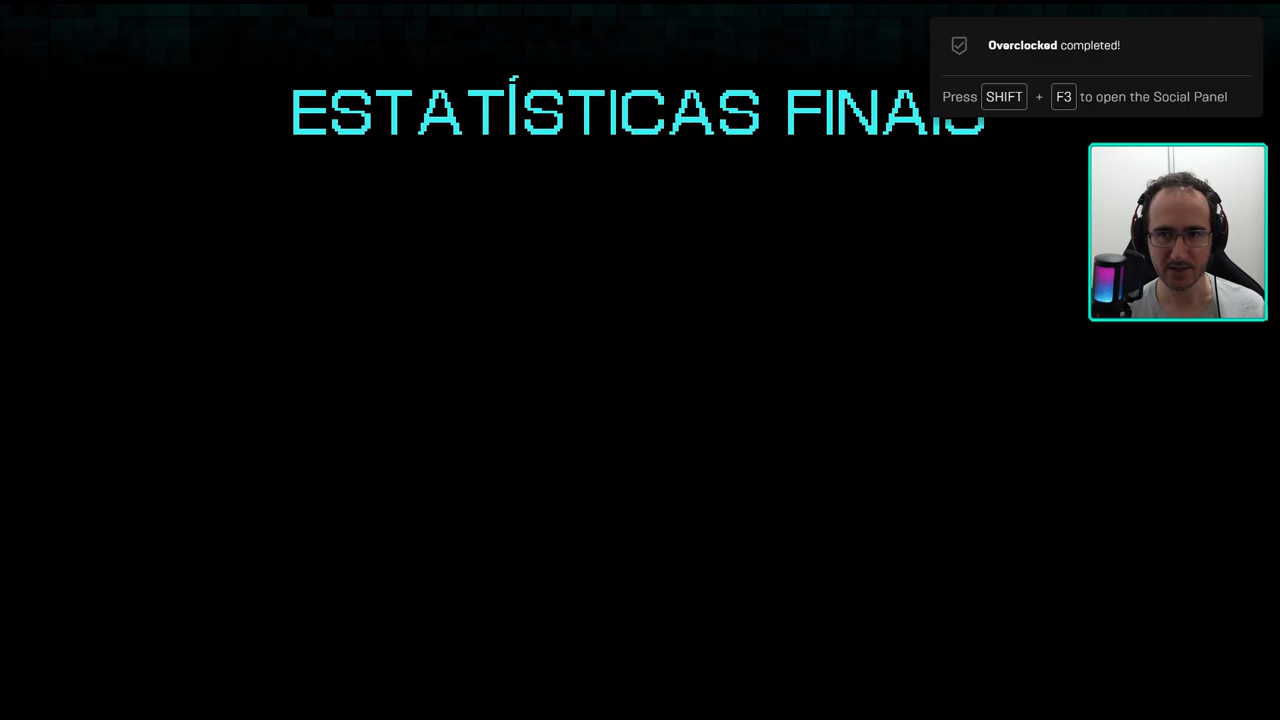 Overclocked completed!
Press SHIFT + F3 to open the Social Panel
ESTATÍSTICAS FINAIS